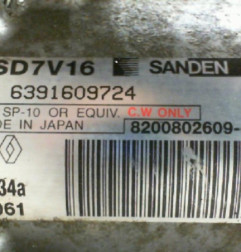 SD7V16 SANDEN
6391609724
SP-10 OR EQUIV. C.W ONLY
DE IN JAPAN 8200802609-
34a
061